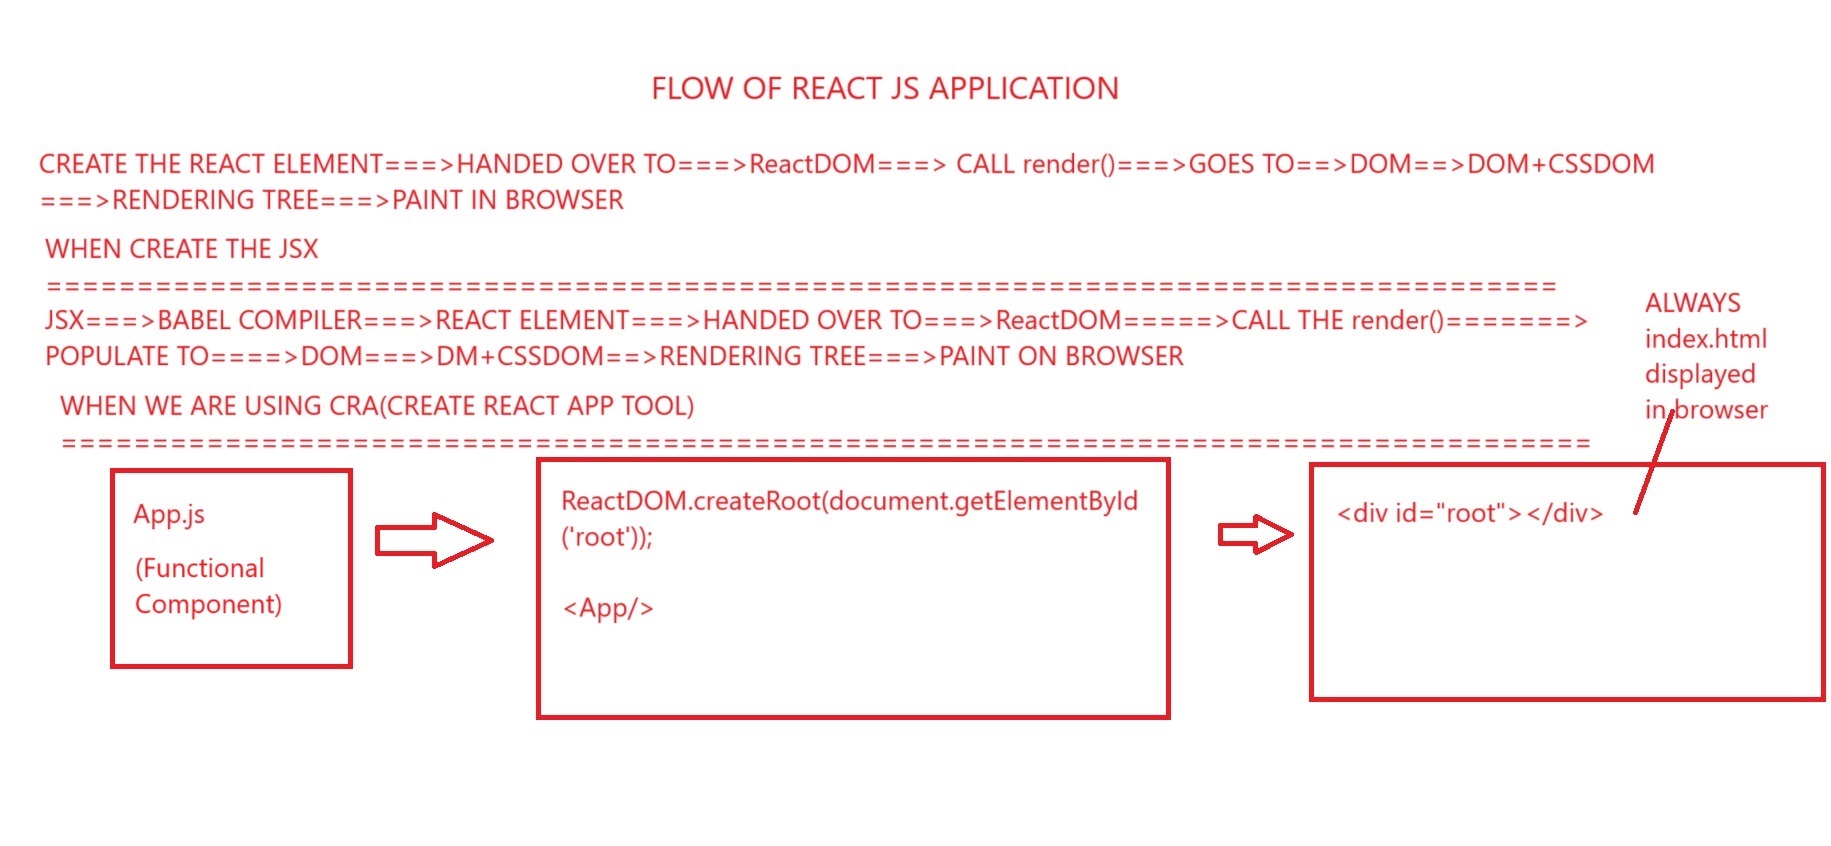 FLOW OF REACT JS APPLICATION
CREATE THE REACT ELEMENT===>HANDED OVER TO===>ReactDOM===> CALL render()===>GOES TO==>DOM==>DOM+CSSDOM
===>RENDERING TREE===>PAINT IN BROWSER
WHEN CREATE THE JSX
===================================================================================
JSX===>BABEL COMPILER===>REACT ELEMENT===>HANDED OVER TO===>ReactDOM=====>CALL THE render()=======>
POPULATE TO====>DOM===>DM+CSSDOM==>RENDERING TREE===>PAINT ON BROWSER
ALWAYS
index.html
displayed
in browser
WHEN WE ARE USING CRA(CREATE REACT APP TOOL)
====================================================================================
App.js
(Functional
Component)
ReactDOM.createRoot(document.getElementById
('root'));
<App/>
<div id="root"></div>